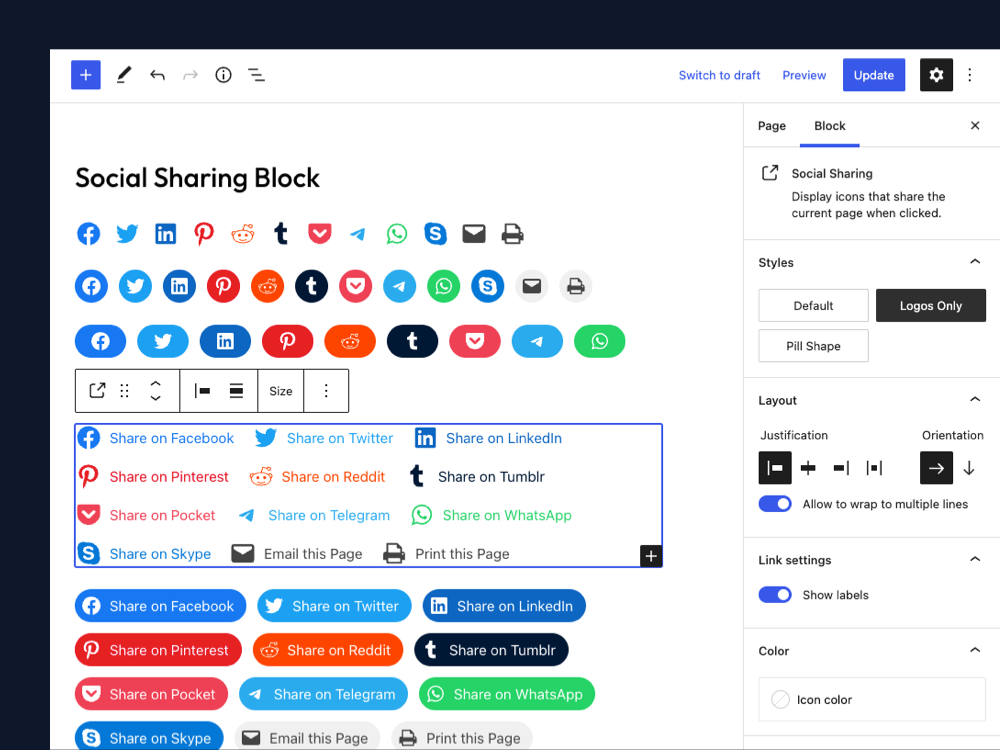 Switch to draft Preview Update
Page Block
Social Sharing
Display icons that share the
current page when clicked.
Social Sharing Block
Styles
Default Logos Only
Pill Shape
Size
Layout
Justification Orientation
Allow to wrap to multiple lines
Share on Facebook Share on Twitter Share on LinkedIn
Share on Pinterest Share on Reddit Share on Tumblr
Share on Pocket Share on Telegram Share on WhatsApp
Share on Skype Email this Page Print this Page
Link settings
Show labels
Share on Facebook Share on Twitter Share on LinkedIn
Share on Pinterest Share on Reddit Share on Tumblr
Share on Pocket Share on Telegram Share on WhatsApp
Share on Skype Email this Page Print this Page
Color
Icon color